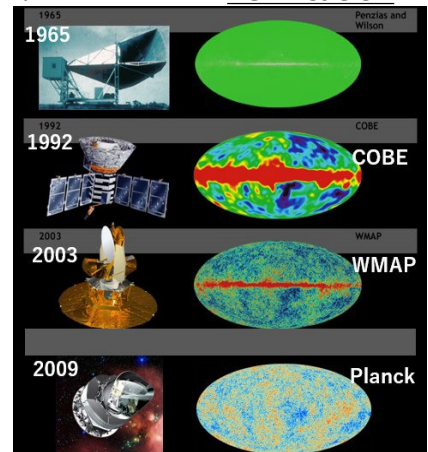 1965
Penzias and
Wilson
1965
1992
COBE
1992
COBE
2003
WMAP
2003
WMAP
2009
Planck